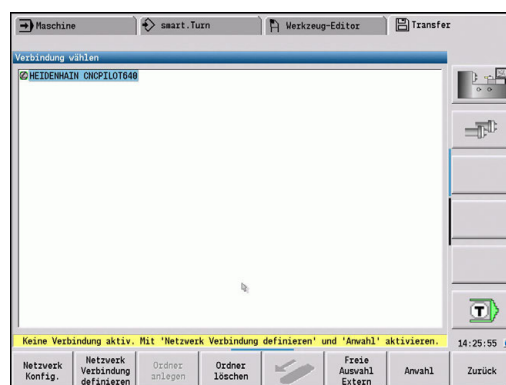 Maschine
smart.Turn
Werkzeug-Editor
Transfer
Verbindung wählen
HEIDENHAIN CNCPILOT640
Keine Verbindung aktiv. Mit 'Netzwerk Verbindung definieren' und 'Anwahl' aktivieren.
14:25:55
T
Netzwerk
Konfig.
Netzwerk
Verbindung
definieren
Ordner
anlegen
Ordner
löschen
Freie
Auswahl
Extern
Anwahl
Zurück